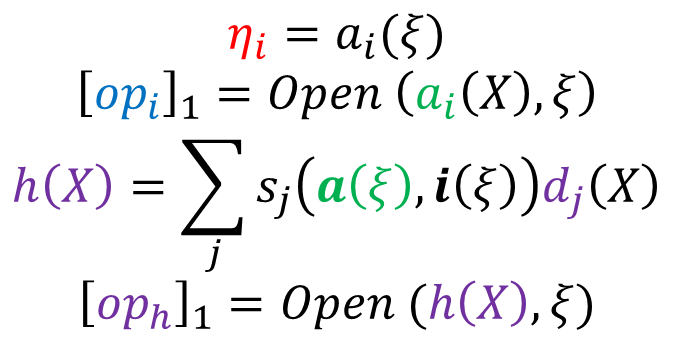 ηᵢ = aᵢ(ξ)
[opᵢ]₁ = Open (aᵢ(X), ξ)
h(X) = ∑ⱼ sⱼ(𝒂(ξ), 𝒊(ξ))dⱼ(X)
[opₕ]₁ = Open (h(X), ξ)